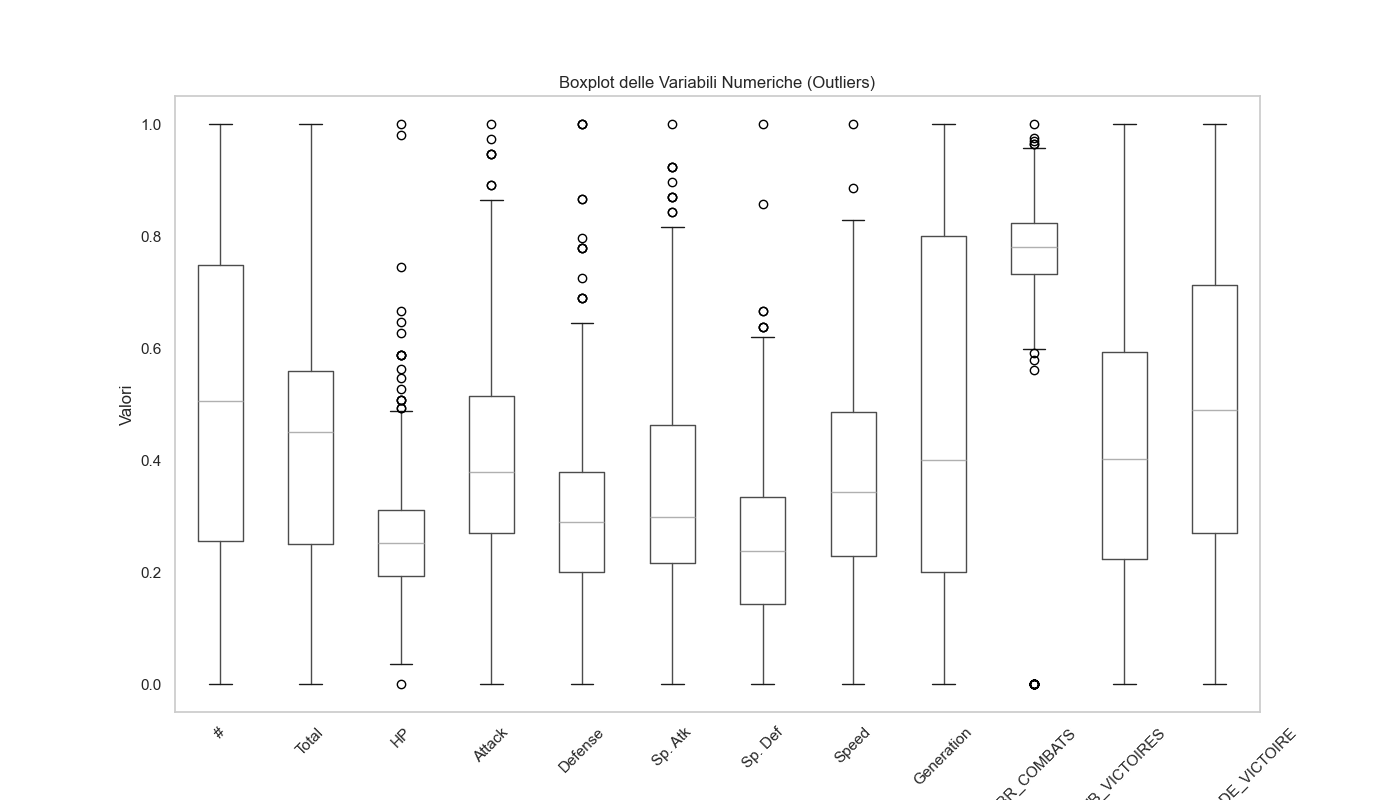 Boxplot delle Variabili Numeriche (Outliers)
Valori
1.0
0.8
0.6
0.4
0.2
0.0
#
Total
HP
Attack
Defense
Sp. Atk
Sp. Def
Speed
Generation
BR_COMBATS
B_VICTOIRES
DE_VICTOIRE